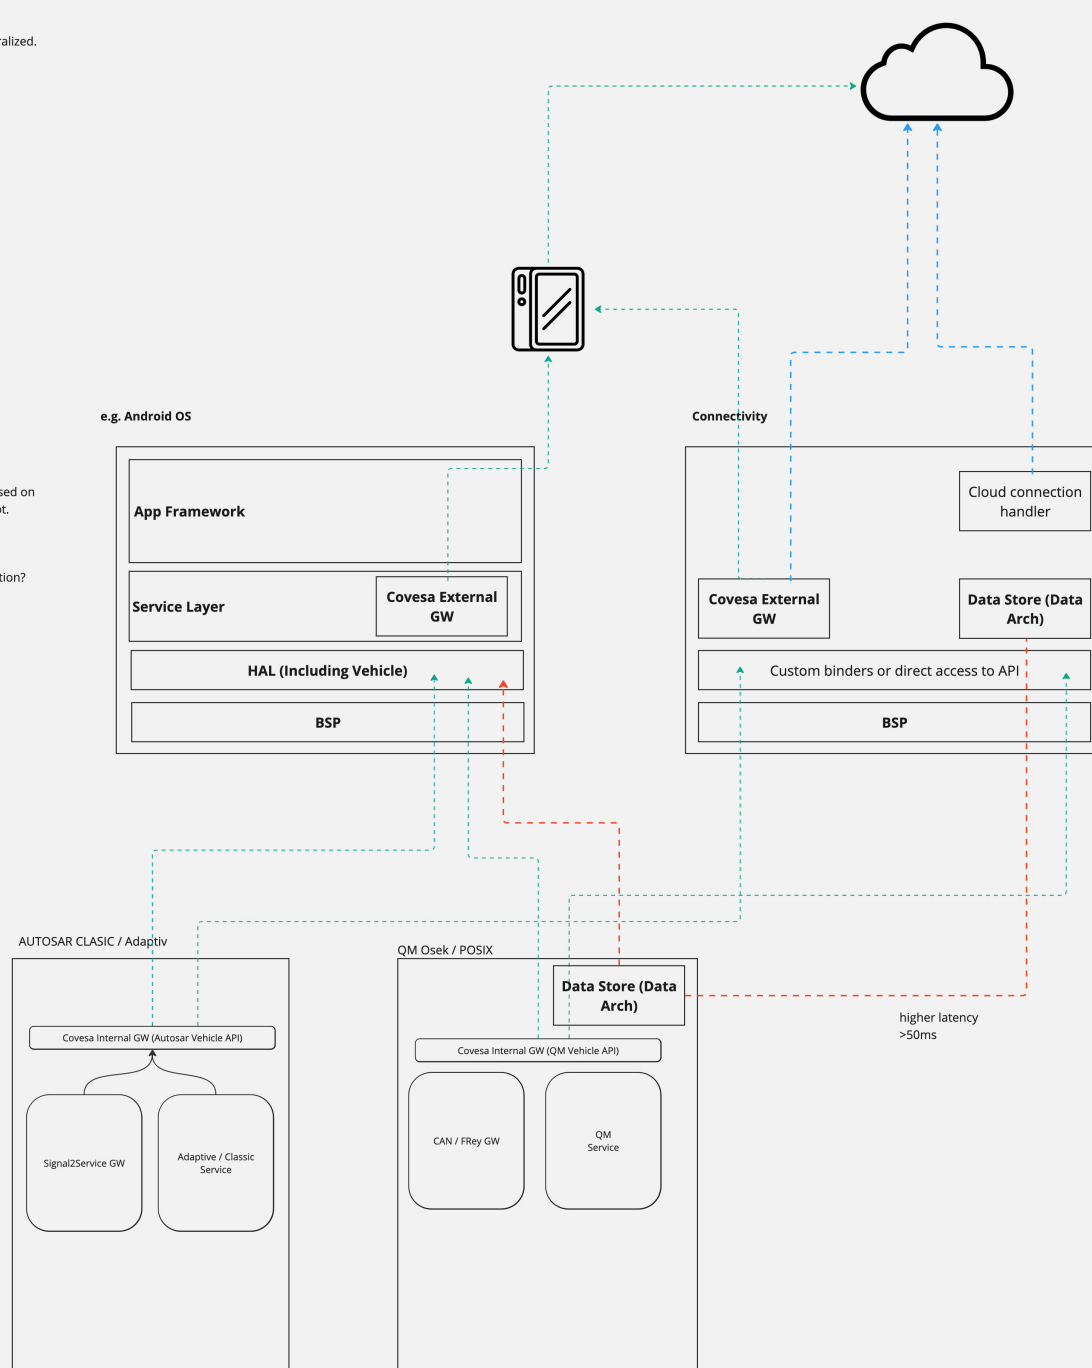 ralized.
e.g. Android OS
Connectivity
sed on
ot.
tion?
App Framework
Service Layer
Covesa External
GW
HAL (Including Vehicle)
BSP
Cloud connection
handler
Covesa External
GW
Data Store (Data
Arch)
Custom binders or direct access to API
BSP
AUTOSAR CLASIC / Adaptiv
Covesa Internal GW (Autosar Vehicle API)
Signal2Service GW
Adaptive / Classic
Service
QM Osek / POSIX
Data Store (Data
Arch)
Covesa Internal GW (QM Vehicle API)
CAN / FRey GW
QM
Service
higher latency
>50ms